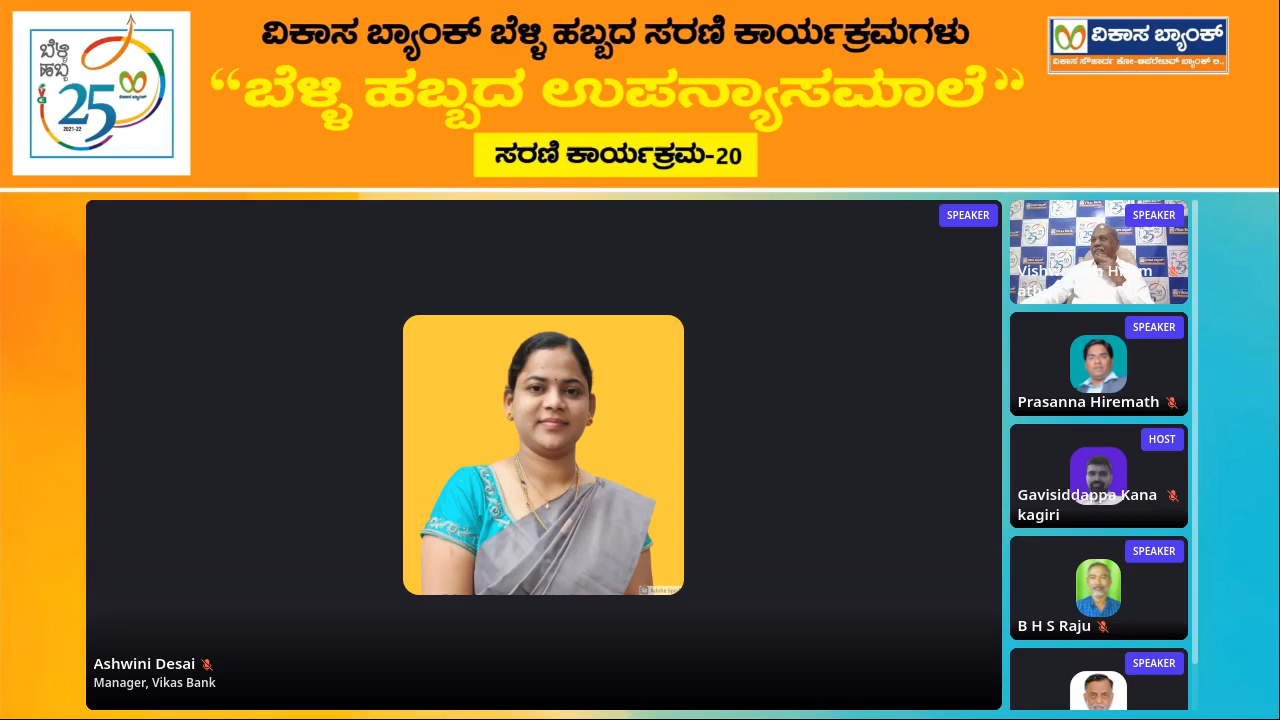 ವಿಕಾಸ ಬ್ಯಾಂಕ್ ಬೆಳ್ಳಿ ಹಬ್ಬದ ಸರಣಿ ಕಾರ್ಯಕ್ರಮಗಳು
“ಬೆಳ್ಳಿ ಹಬ್ಬದ ಉಪನ್ಯಾಸಮಾಲೆ”
ಸರಣಿ ಕಾರ್ಯಕ್ರಮ-20
ಬೆಳ್ಳಿ
ಹಬ್ಬ
25
2021-22
ವಿಕಾಸ ಬ್ಯಾಂಕ್
ವಿಕಾಸ ಸೌಹಾರ್ದ ಕೋ-ಆಪರೇಟಿವ್ ಬ್ಯಾಂಕ್ ಲಿ.,
SPEAKER
Ashwini Desai
Manager, Vikas Bank
SPEAKER
SPEAKER
Prasanna Hiremath
HOST
Gavisiddappa Kana
kagiri
SPEAKER
B H S Raju
SPEAKER